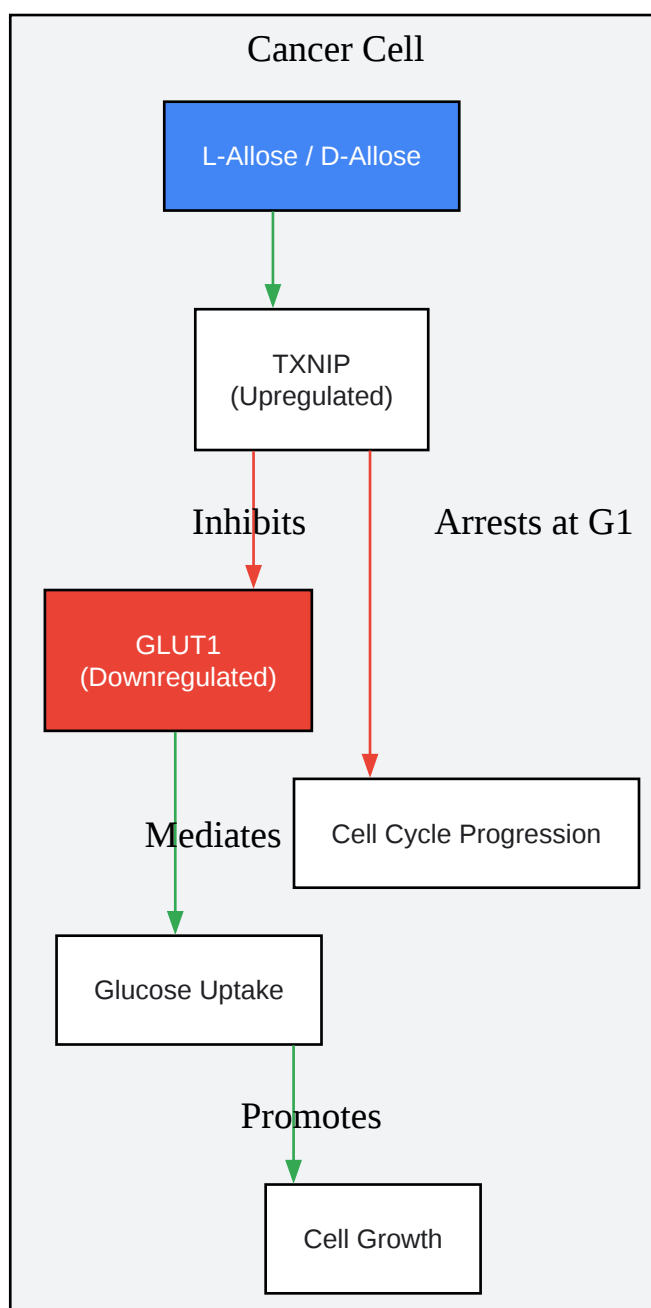 Cancer Cell
L-Allose / D-Allose
TXNIP
(Upregulated)
Inhibits
Arrests at G1
GLUT1
(Downregulated)
Mediates
Cell Cycle Progression
Glucose Uptake
Promotes
Cell Growth